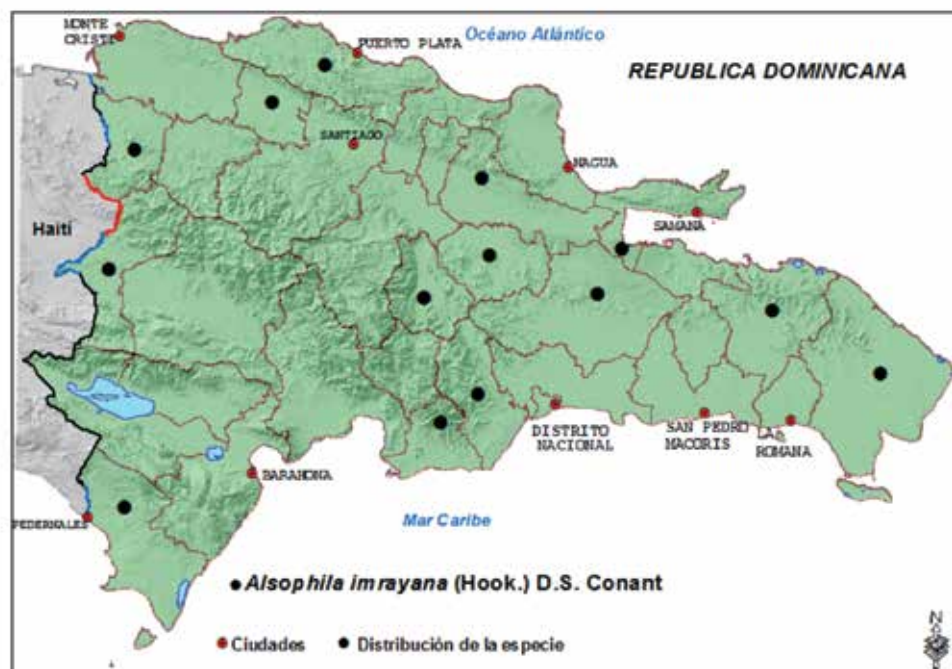 MONTE
CRISTI
PUERTO PLATA
Océano Atlántico
REPUBLICA DOMINICANA
SANTIAGO
NAGUA
SAMANA
Haití
DISTRITO
NACIONAL
SAN PEDRO
MACORIS
LA
ROMANA
BARAHONA
PEDERNALES
Mar Caribe
Alsophila imrayana (Hook.) D.S. Conant
Ciudades
Distribución de la especie
N